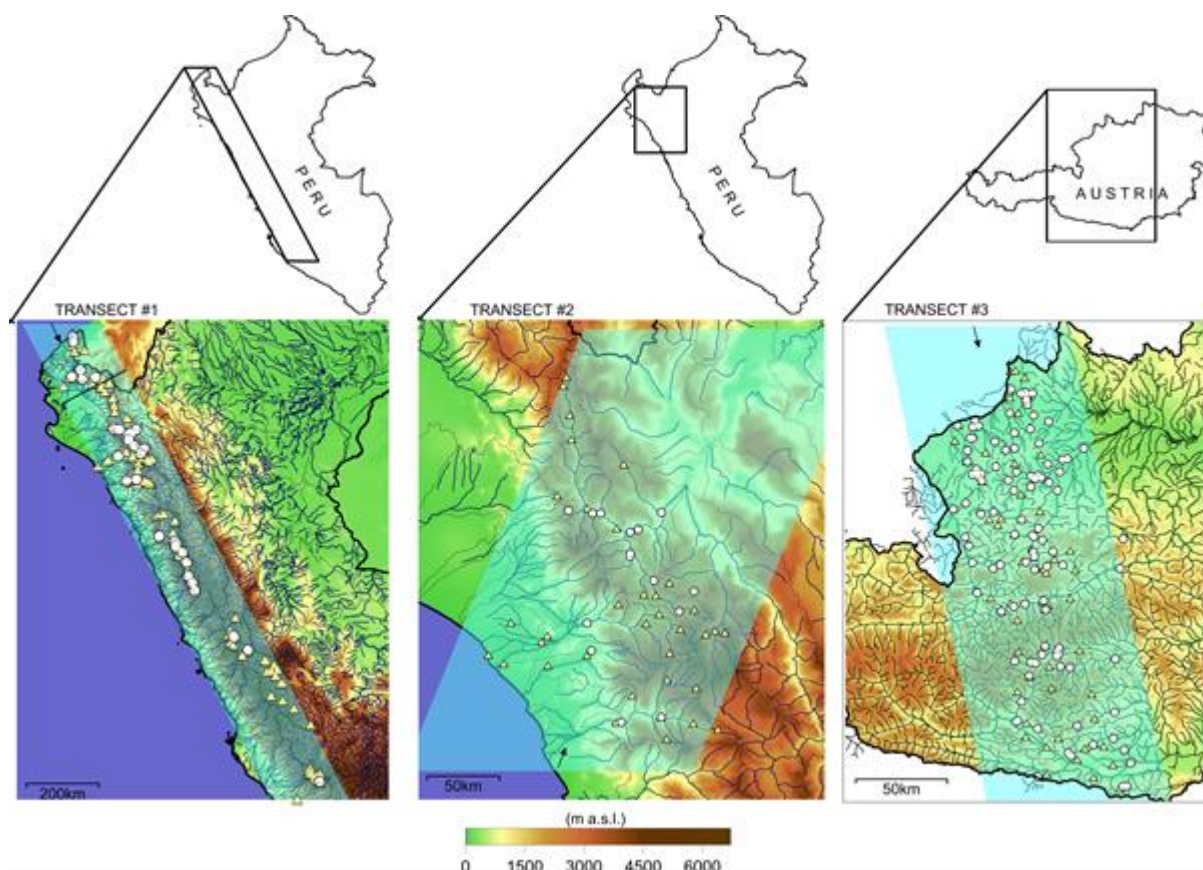 PERU
PERU
AUSTRIA
TRANSECT #1
TRANSECT #2
TRANSECT #3
200km
50km
50km
(m a.s.l.)
0 1500 3000 4500 6000